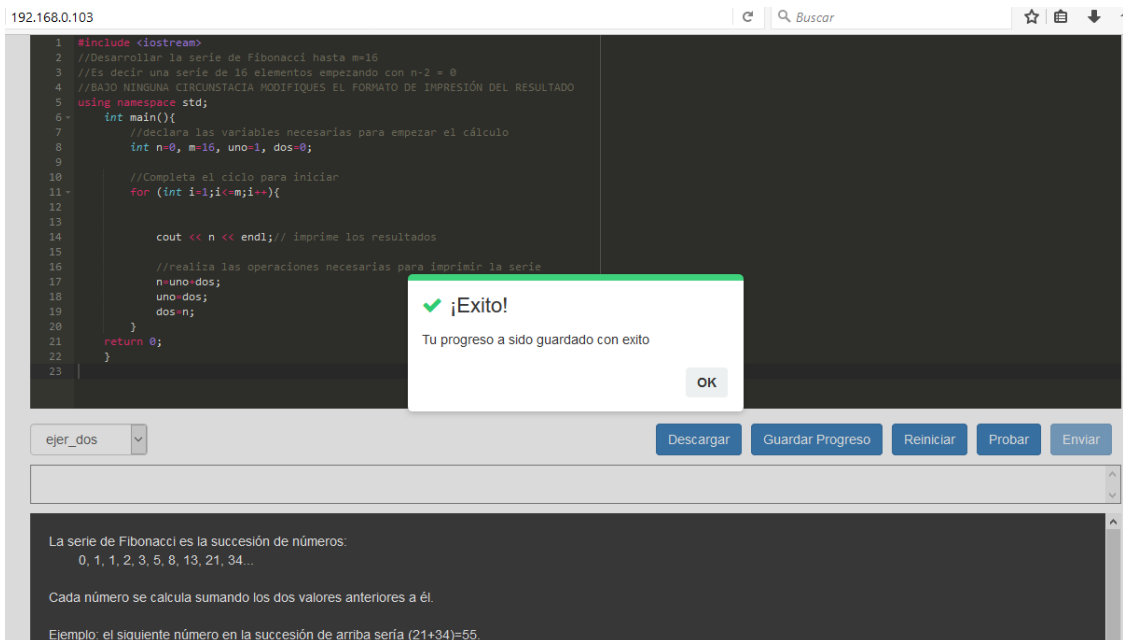 192.168.0.103
Buscar
1 #include <iostream>
2 //Desarrollar la serie de Fibonacci hasta m=16
3 //Es decir una serie de 16 elementos empezando con n-2 = 0
4 //BAJO NINGUNA CIRCUNSTACIA MODIFIQUES EL FORMATO DE IMPRESIÓN DEL RESULTADO
5 using namespace std;
6 int main(){
7 //declara las variables necesarias para empezar el cálculo
8 int n=0, m=16, uno=1, dos=0;
9
10 //Completa el ciclo para iniciar
11 for (int i=1;i<=m;i++){
12
13
14 cout << n << endl;// imprime los resultados
15
16 //realiza las operaciones necesarias para imprimir la serie
17 n=uno+dos;
18 uno=dos;
19 dos=n;
20 }
21 return 0;
22 }
23
¡Exito!
Tu progreso a sido guardado con exito
OK
ejer_dos
Descargar
Guardar Progreso
Reiniciar
Probar
Enviar
La serie de Fibonacci es la succesión de números:
0, 1, 1, 2, 3, 5, 8, 13, 21, 34...
Cada número se calcula sumando los dos valores anteriores a él.
Ejemplo: el siguiente número en la succesión de arriba sería (21+34)=55.